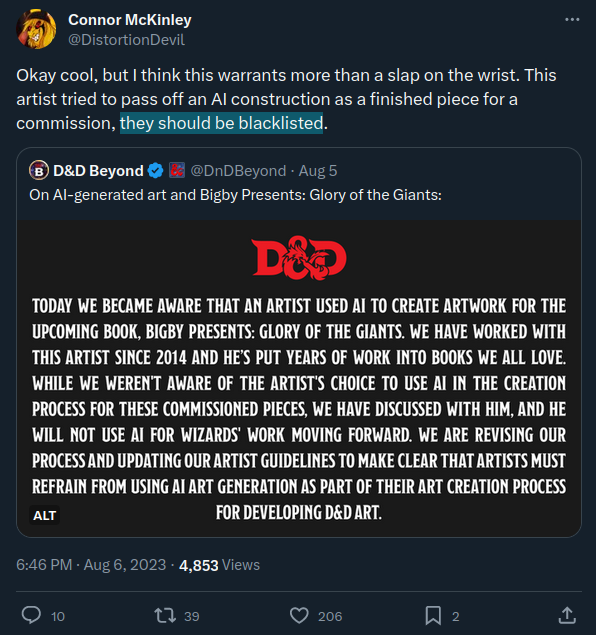 Connor McKinley
@DistortionDevil
Okay cool, but I think this warrants more than a slap on the wrist. This
artist tried to pass off an AI construction as a finished piece for a
commission, they should be blacklisted.
B D&D Beyond @DnDBeyond · Aug 5
On AI-generated art and Bigby Presents: Glory of the Giants:
D&D
TODAY WE BECAME AWARE THAT AN ARTIST USED AI TO CREATE ARTWORK FOR THE
UPCOMING BOOK, BIGBY PRESENTS: GLORY OF THE GIANTS. WE HAVE WORKED WITH
THIS ARTIST SINCE 2014 AND HE'S PUT YEARS OF WORK INTO BOOKS WE ALL LOVE.
WHILE WE WEREN'T AWARE OF THE ARTIST'S CHOICE TO USE AI IN THE CREATION
PROCESS FOR THESE COMMISSIONED PIECES, WE HAVE DISCUSSED WITH HIM, AND HE
WILL NOT USE AI FOR WIZARDS' WORK MOVING FORWARD. WE ARE REVISING OUR
PROCESS AND UPDATING OUR ARTIST GUIDELINES TO MAKE CLEAR THAT ARTISTS MUST
REFRAIN FROM USING AI ART GENERATION AS PART OF THEIR ART CREATION PROCESS
FOR DEVELOPING D&D ART.
ALT
6:46 PM · Aug 6, 2023 · 4,853 Views
10 39 206 2